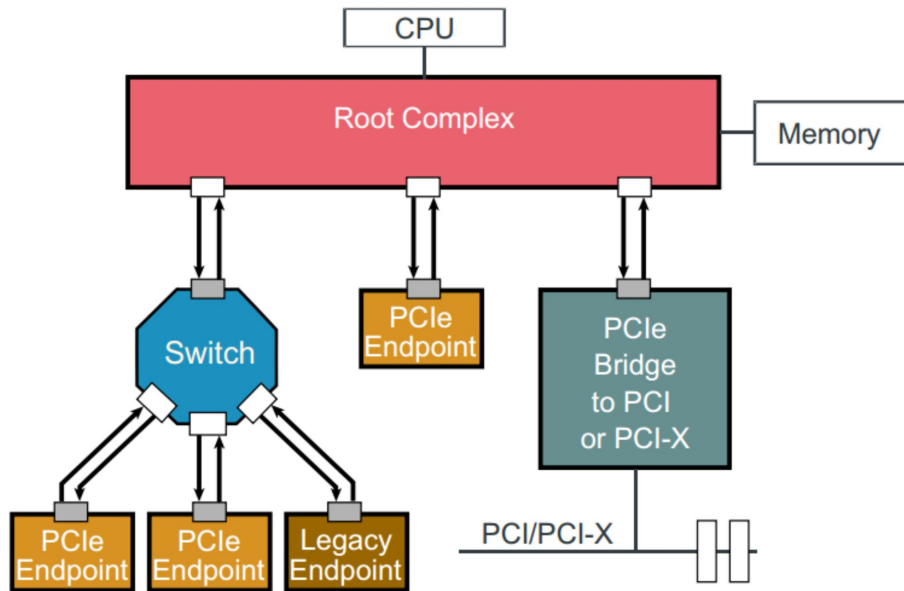 CPU
Root Complex
Memory
Switch
PCIe
Endpoint
PCIe
Bridge
to PCI
or PCI-X
PCIe
Endpoint
PCIe
Endpoint
Legacy
Endpoint
PCI/PCI-X